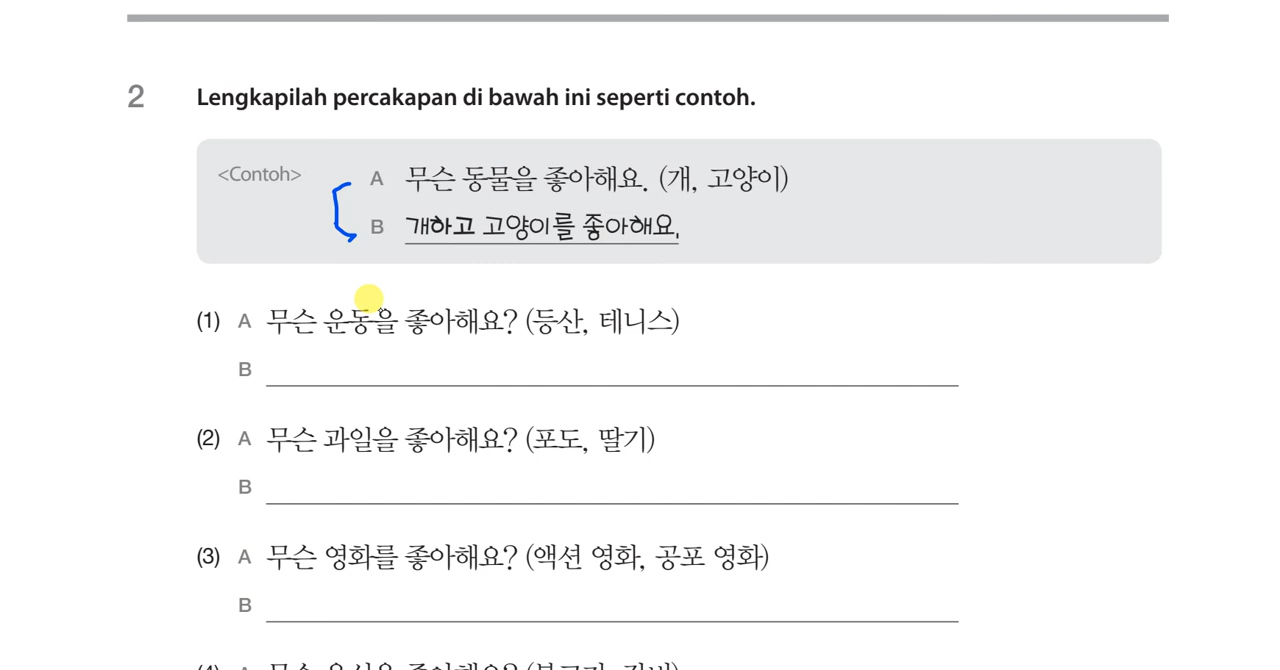 2 Lengkapilah percakapan di bawah ini seperti contoh.
<Contoh> A 무슨 동물을 좋아해요. (개, 고양이)
B 개하고 고양이를 좋아해요.
(1) A 무슨 운동을 좋아해요? (등산, 테니스)
B
(2) A 무슨 과일을 좋아해요? (포도, 딸기)
B
(3) A 무슨 영화를 좋아해요? (액션 영화, 공포 영화)
B